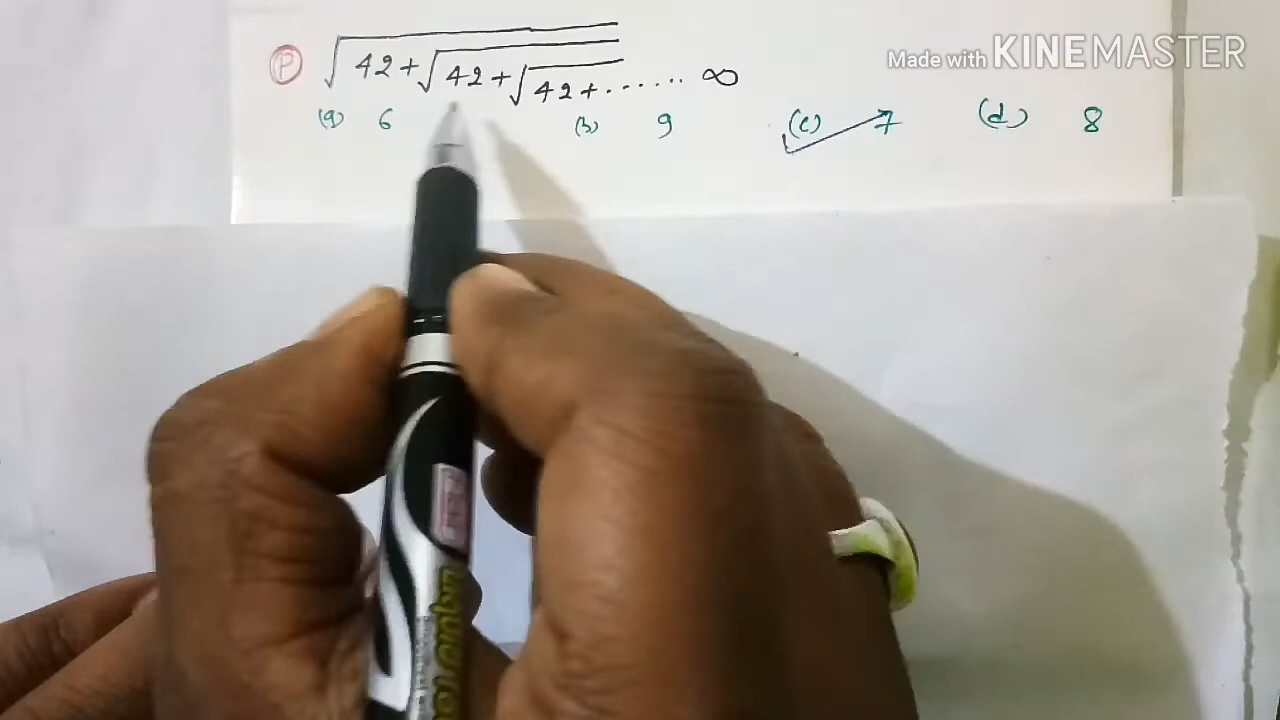 Made with KINEMASTER
(P) √42+√42+√42+...... ∞
(a) 6 (b) 9 (c) 7 (d) 8